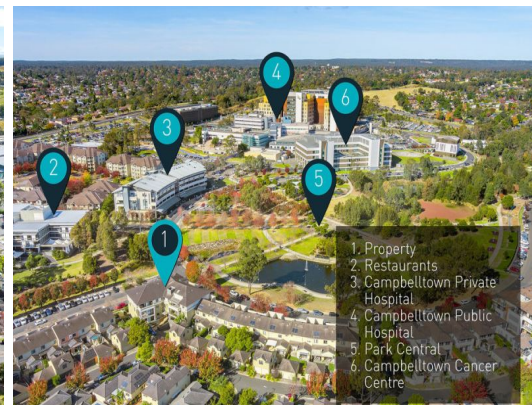 4
6
3
2
5
1
1. Property
2. Restaurants
3. Campbelltown Private
Hospital
4. Campbelltown Public
Hospital
5. Park Central
6. Campbelltown Cancer
Centre